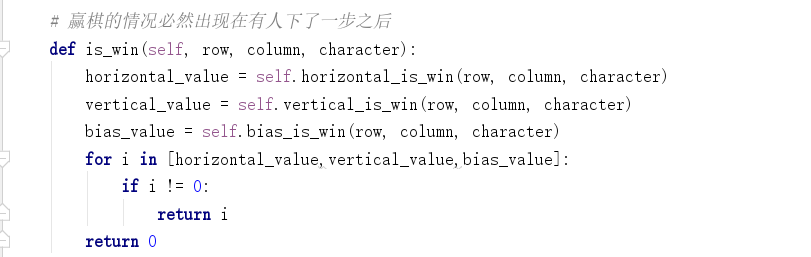 # 赢棋的情况必然出现在有人下了一步之后
def is_win(self, row, column, character):
    horizontal_value = self.horizontal_is_win(row, column, character)
    vertical_value = self.vertical_is_win(row, column, character)
    bias_value = self.bias_is_win(row, column, character)
    for i in [horizontal_value,vertical_value,bias_value]:
        if i != 0:
            return i
    return 0